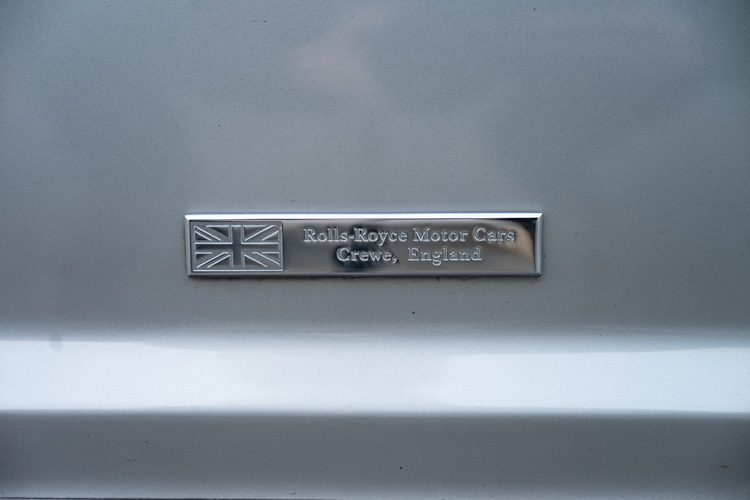 Rolls-Royce Motor Cars
Crewe, England